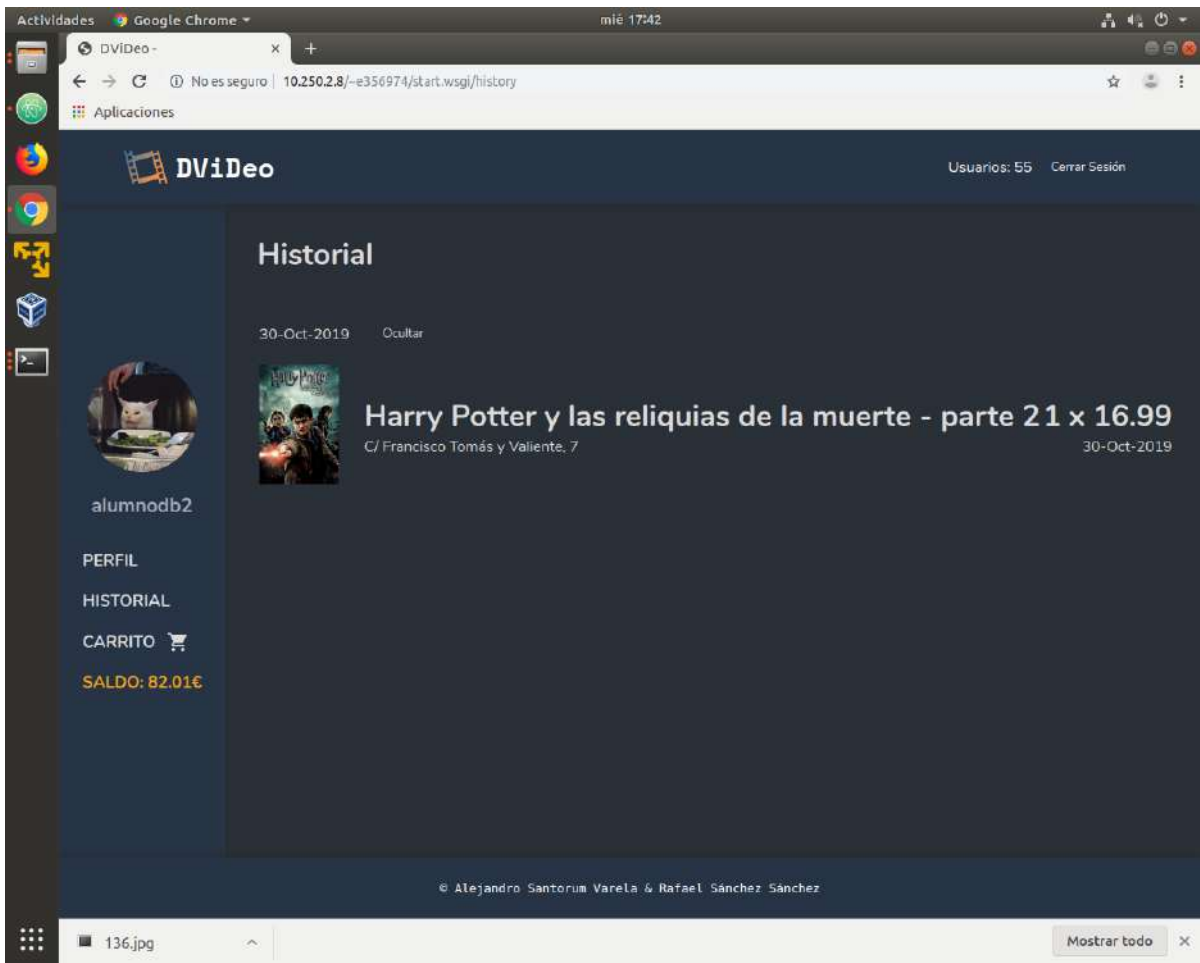 Actividades Google Chrome mié 17:42
DViDeo -
No es seguro 10.250.2.8/~e356974/start.wsgi/history
Aplicaciones
DViDeo Usuarios: 55 Cerrar Sesión
Historial
30-Oct-2019 Ocultar
Harry Potter
Harry Potter y las reliquias de la muerte - parte 21 x 16.99
C/ Francisco Tomás y Valiente, 7 30-Oct-2019
alumnodb2
PERFIL
HISTORIAL
CARRITO
SALDO: 82.01€
© Alejandro Santorum Varela & Rafael Sánchez Sánchez
136.jpg Mostrar todo